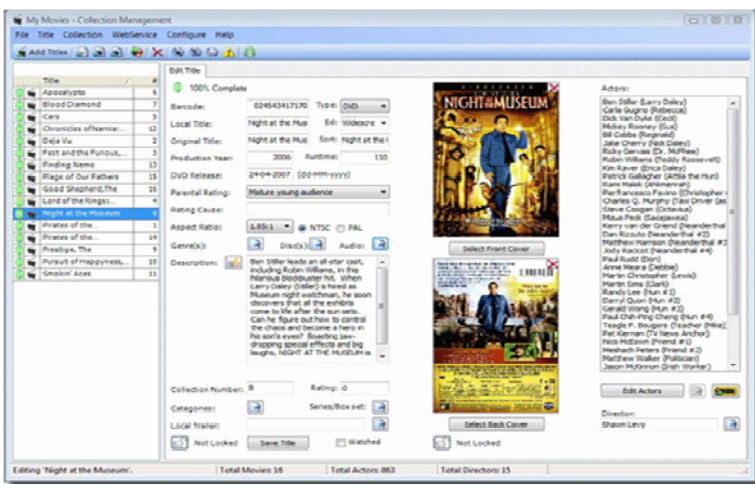 My Movies - Collection Management
File Title Collection WebService Configure Help
Add Titles
Title #
Apocalypto 6
Blood Diamond 7
Cars 5
Chronicles of Narnia:... 12
Deja Vu 2
Fast and the Furious,... 3
Finding Nemo 13
Flags of Our Fathers 15
Good Shepherd,The 16
Lord of the Rings: 4
Night at the Museum 8
Pirates of the... 1
Pirates of the... 14
Prestige, The 9
Pursuit of Happyness,... 10
Smokin' Aces 11
Edit Title
100% Complete
Barcode: 024543417170 Type: DVD
Local Title: Night at the Mus Ed: Widescre
Original Title: Night at the Mus Sort: Night at the I
Production Year: 2006 Runtime: 110
DVD Release: 24-04-2007 (dd-MM-yyyy)
Parental Rating: Mature young audience
Rating Cause:
Aspect Ratio: 1.85:1 NTSC PAL
Genre(s): Disc(s): Audio:
Description: Ben Stiller leads an all-star cast,
including Robin Williams, in this
hilarious blockbuster hit. When
Larry Daley (Stiller) is hired as
Museum night watchman, he soon
discovers that all the exhibits
come to life after the sun sets.
Can he figure out how to control
the chaos and become a hero in
his son's eyes? Boasting jaw-
dropping special effects and big
laughs, NIGHT AT THE MUSEUM is
Collection Number: 8 Rating: 0
Categories: Series/Box set:
Local Trailer:
Not Locked Save Title Watched
WIDESCREEN
NIGHT AT THE MUSEUM
Select Front Cover
Select Back Cover
Not Locked
Actors:
Ben Stiller (Larry Daley)
Carla Gugino (Rebecca)
Dick Van Dyke (Cecil)
Mickey Rooney (Gus)
Bill Cobbs (Reginald)
Jake Cherry (Nick Daley)
Ricky Gervais (Dr. McPhee)
Robin Williams (Teddy Roosevelt)
Kim Raver (Erica Daley)
Patrick Gallagher (Attila the Hun)
Rami Malek (Ahkmenrah)
Pierfrancesco Favino (Christopher
Charles Q. Murphy (Taxi Driver (as
Steve Coogan (Octavius)
Mizuo Peck (Sacajawea)
Kerry van der Griend (Neanderthal
Dan Rizzuto (Neanderthal #2)
Matthew Harrison (Neanderthal #3
Jody Racicot (Neanderthal #4)
Paul Rudd (Don)
Anne Meara (Debbie)
Martin Christopher (Lewis)
Martin Sims (Clark)
Randy Lee (Hun #1)
Darryl Quon (Hun #2)
Gerald Wong (Hun #3)
Paul Chih-Ping Cheng (Hun #4)
Teagle F. Bougere (Teacher (Mike)
Pat Kiernan (TV News Anchor)
Nico McEown (Friend #1)
Meshach Peters (Friend #2)
Matthew Walker (Politician)
Jason McKinnon (Irish Worker)
Edit Actors
Director:
Shawn Levy
Editing 'Night at the Museum'. Total Movies: 16 Total Actors: 863 Total Directors: 15